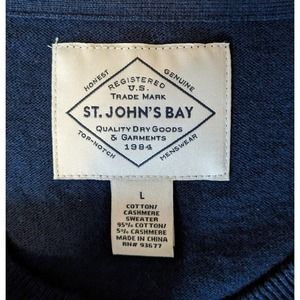 HONEST
GENUINE
REGISTERED
U.S.
TRADE MARK
ST. JOHN'S BAY
QUALITY DRY GOODS
& GARMENTS
1984
TOP-NOTCH
MENSWEAR
L
COTTON/
CASHMERE
SWEATER
95% COTTON/
5% CASHMERE
MADE IN CHINA
RN# 93677